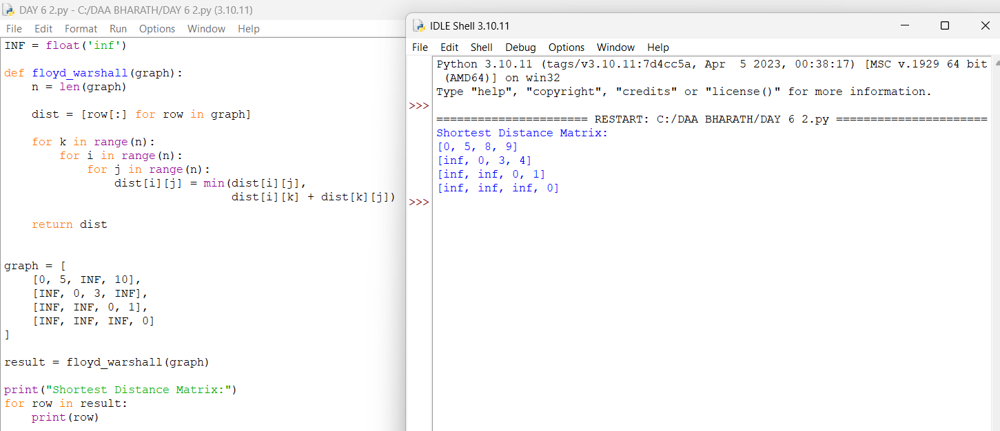 DAY 6 2.py - C:/DAA BHARATH/DAY 6 2.py (3.10.11)
File Edit Format Run Options Window Help
INF = float('inf')

def floyd_warshall(graph):
    n = len(graph)

    dist = [row[:] for row in graph]

    for k in range(n):
        for i in range(n):
            for j in range(n):
                dist[i][j] = min(dist[i][j],
                                 dist[i][k] + dist[k][j])

    return dist


graph = [
    [0, 5, INF, 10],
    [INF, 0, 3, INF],
    [INF, INF, 0, 1],
    [INF, INF, INF, 0]
]

result = floyd_warshall(graph)

print("Shortest Distance Matrix:")
for row in result:
    print(row)
IDLE Shell 3.10.11
File Edit Shell Debug Options Window Help
Python 3.10.11 (tags/v3.10.11:7d4cc5a, Apr  5 2023, 00:38:17) [MSC v.1929 64 bit
 (AMD64)] on win32
Type "help", "copyright", "credits" or "license()" for more information.
>>>
====================== RESTART: C:/DAA BHARATH/DAY 6 2.py ======================
Shortest Distance Matrix:
[0, 5, 8, 9]
[inf, 0, 3, 4]
[inf, inf, 0, 1]
[inf, inf, inf, 0]
>>>